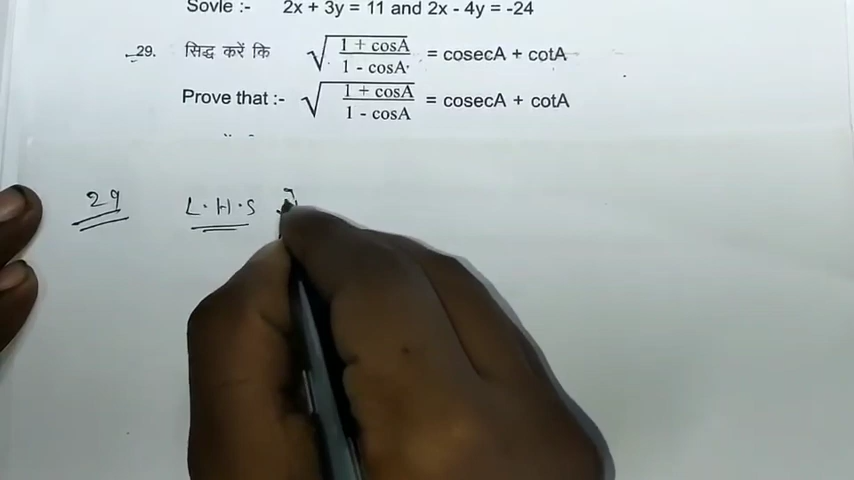 Sovle :- 2x + 3y = 11 and 2x - 4y = -24
29. सिद्ध करें कि √(1 + cosA / 1 - cosA) = cosecA + cotA
Prove that :- √(1 + cosA / 1 - cosA) = cosecA + cotA
29 L.H.S